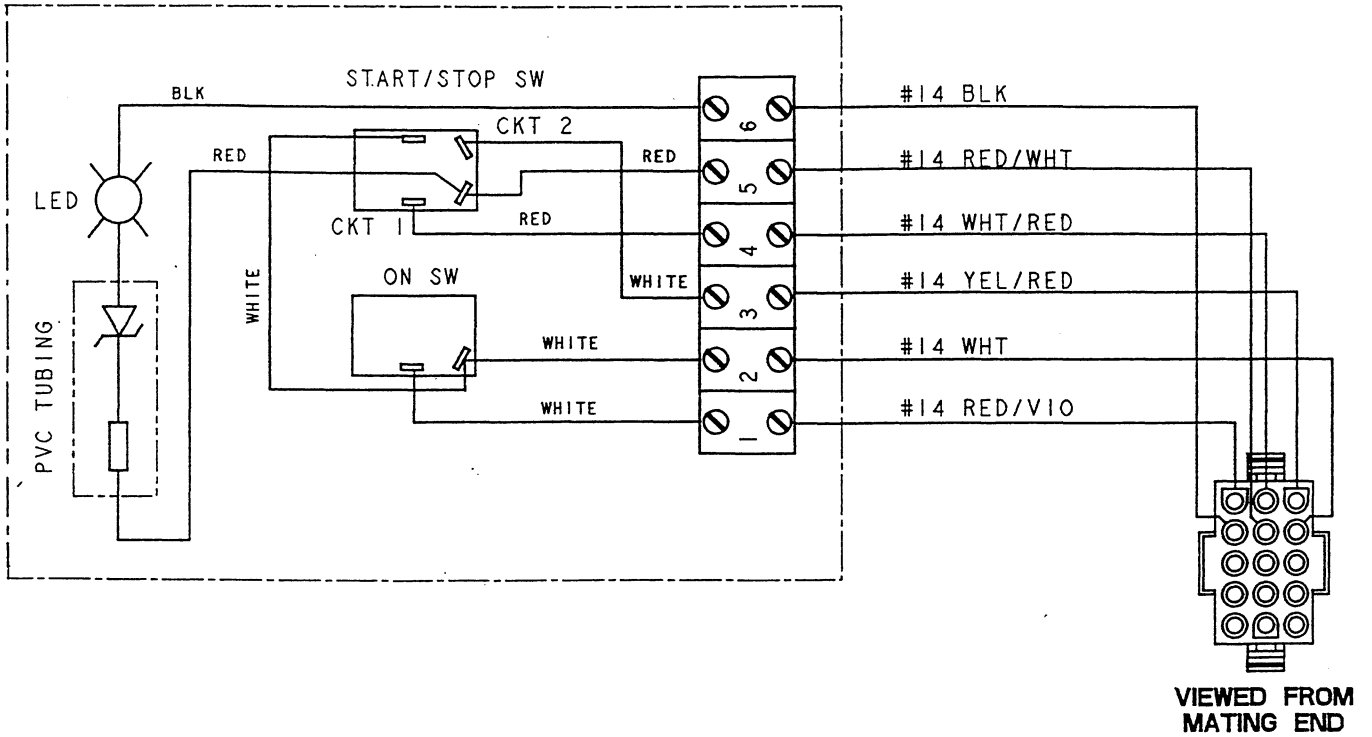 START/STOP SW
BLK
#14 BLK
CKT 2
6
RED
RED
#14 RED/WHT
5
LED
RED
CKT 1
#14 WHT/RED
4
ON SW
WHITE
WHITE
#14 YEL/RED
3
PVC TUBING
WHITE
#14 WHT
2
WHITE
#14 RED/VIO
1
VIEWED FROM
MATING END